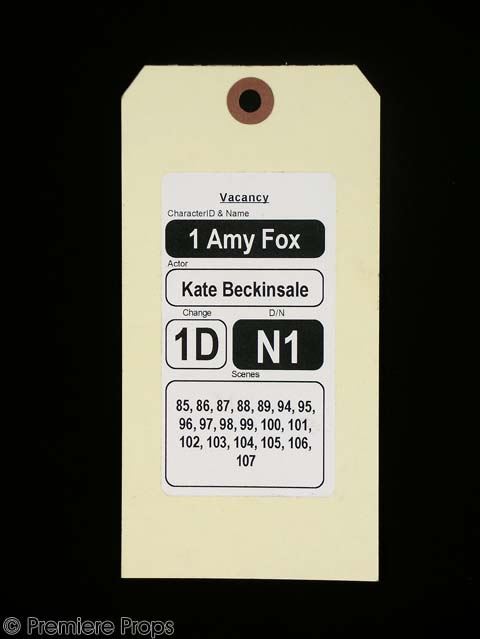 Vacancy
CharacterID & Name
1 Amy Fox
Actor
Kate Beckinsale
Change D/N
1D N1
Scenes
85, 86, 87, 88, 89, 94, 95,
96, 97, 98, 99, 100, 101,
102, 103, 104, 105, 106,
107
© Premiere Props